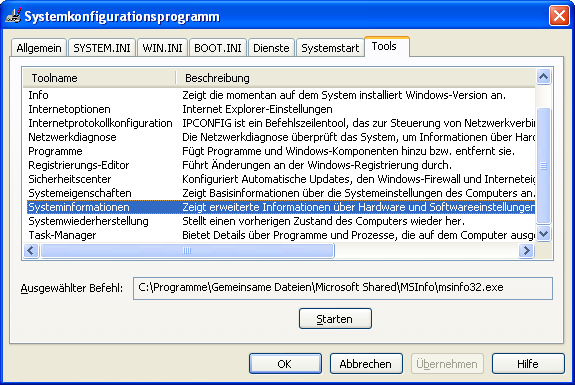 Systemkonfigurationsprogramm
Allgemein SYSTEM.INI WIN.INI BOOT.INI Dienste Systemstart Tools
Toolname Beschreibung
Info Zeigt die momentan auf dem System installiert Windows-Version an.
Internetoptionen Internet Explorer-Einstellungen
Internetprotokollkonfiguration IPCONFIG ist ein Befehlszeilentool, das zur Steuerung von Netzwerkverbin
Netzwerkdiagnose Die Netzwerkdiagnose überprüft das System, um Informationen über Hard
Programme Fügt Programme und Windows-Komponenten hinzu bzw. entfernt sie.
Registrierungs-Editor Führt Änderungen an der Windows-Registrierung durch.
Sicherheitscenter Konfiguriert Automatische Updates, den Windows-Firewall und Interneteig
Systemeigenschaften Zeigt Basisinformationen über die Systemeinstellungen des Computers an.
Systeminformationen Zeigt erweiterte Informationen über Hardware und Softwareeinstellungen
Systemwiederherstellung Stellt einen vorherigen Zustand des Computers wieder her.
Task-Manager Bietet Details über Programme und Prozesse, die auf dem Computer ausge
Ausgewählter Befehl: C:\Programme\Gemeinsame Dateien\Microsoft Shared\MSInfo\msinfo32.exe
Starten
OK Abbrechen Übernehmen Hilfe